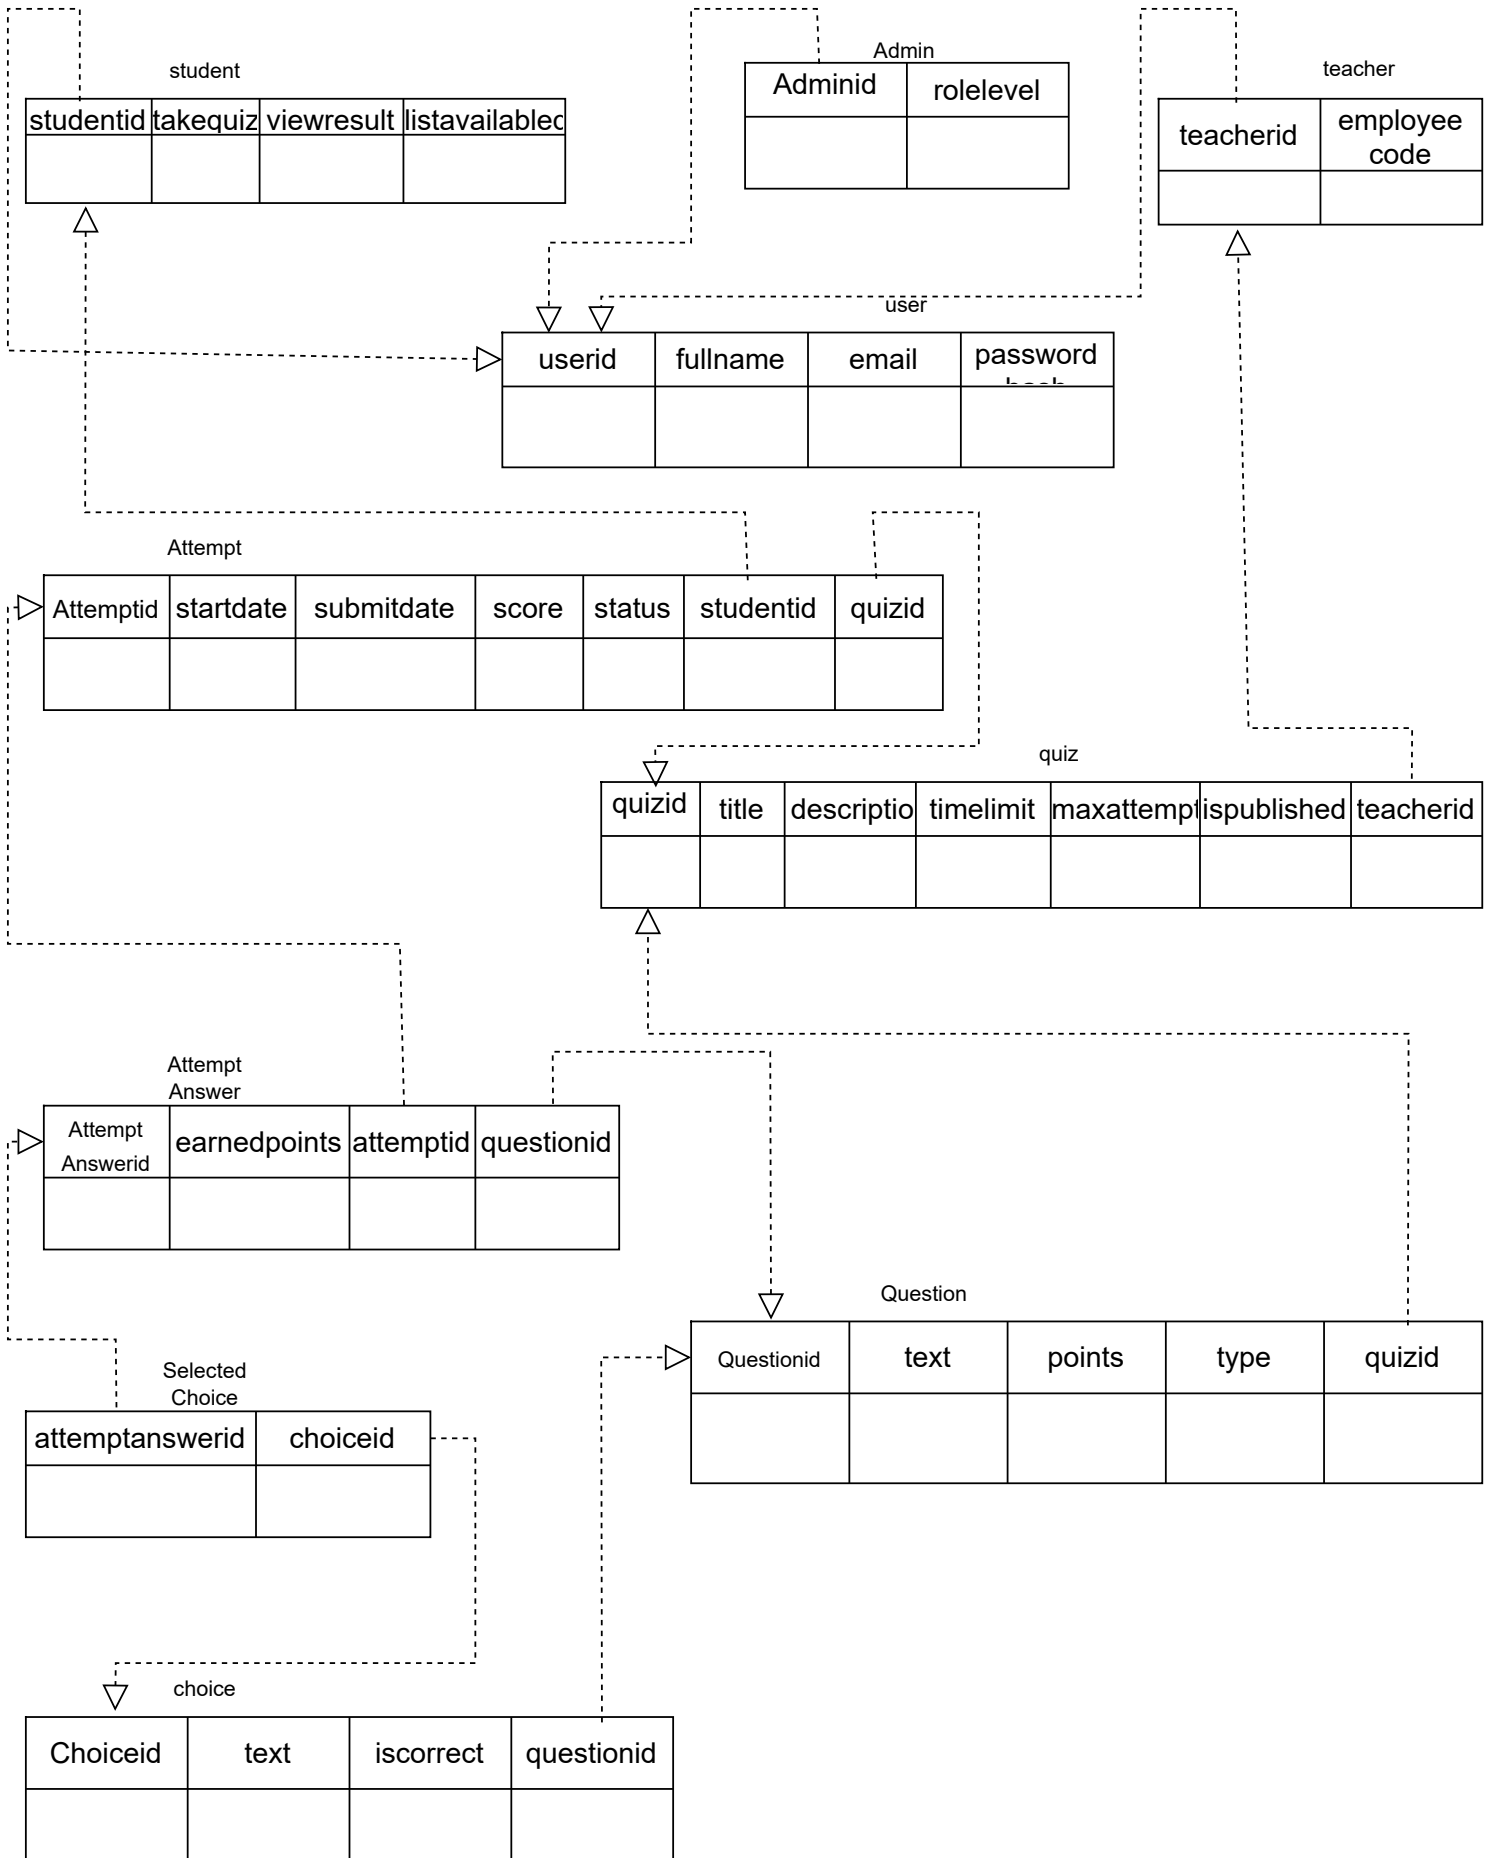 Admin
student
teacher
Adminid
rolelevel
studentid
takequiz
viewresult
teacherid
employee
code
user
userid
fullname
email
password
Attempt
Attemptid
startdate
submitdate
score
status
studentid
quizid
quiz
quizid
title
descriptio
timelimit
maxattempt
ispublished
teacherid
Attempt
Answer
Attempt
Answerid
earnedpoints
attemptid
questionid
Question
Questionid
text
points
type
quizid
Selected
Choice
attemptanswerid
choiceid
choice
Choiceid
text
iscorrect
questionid